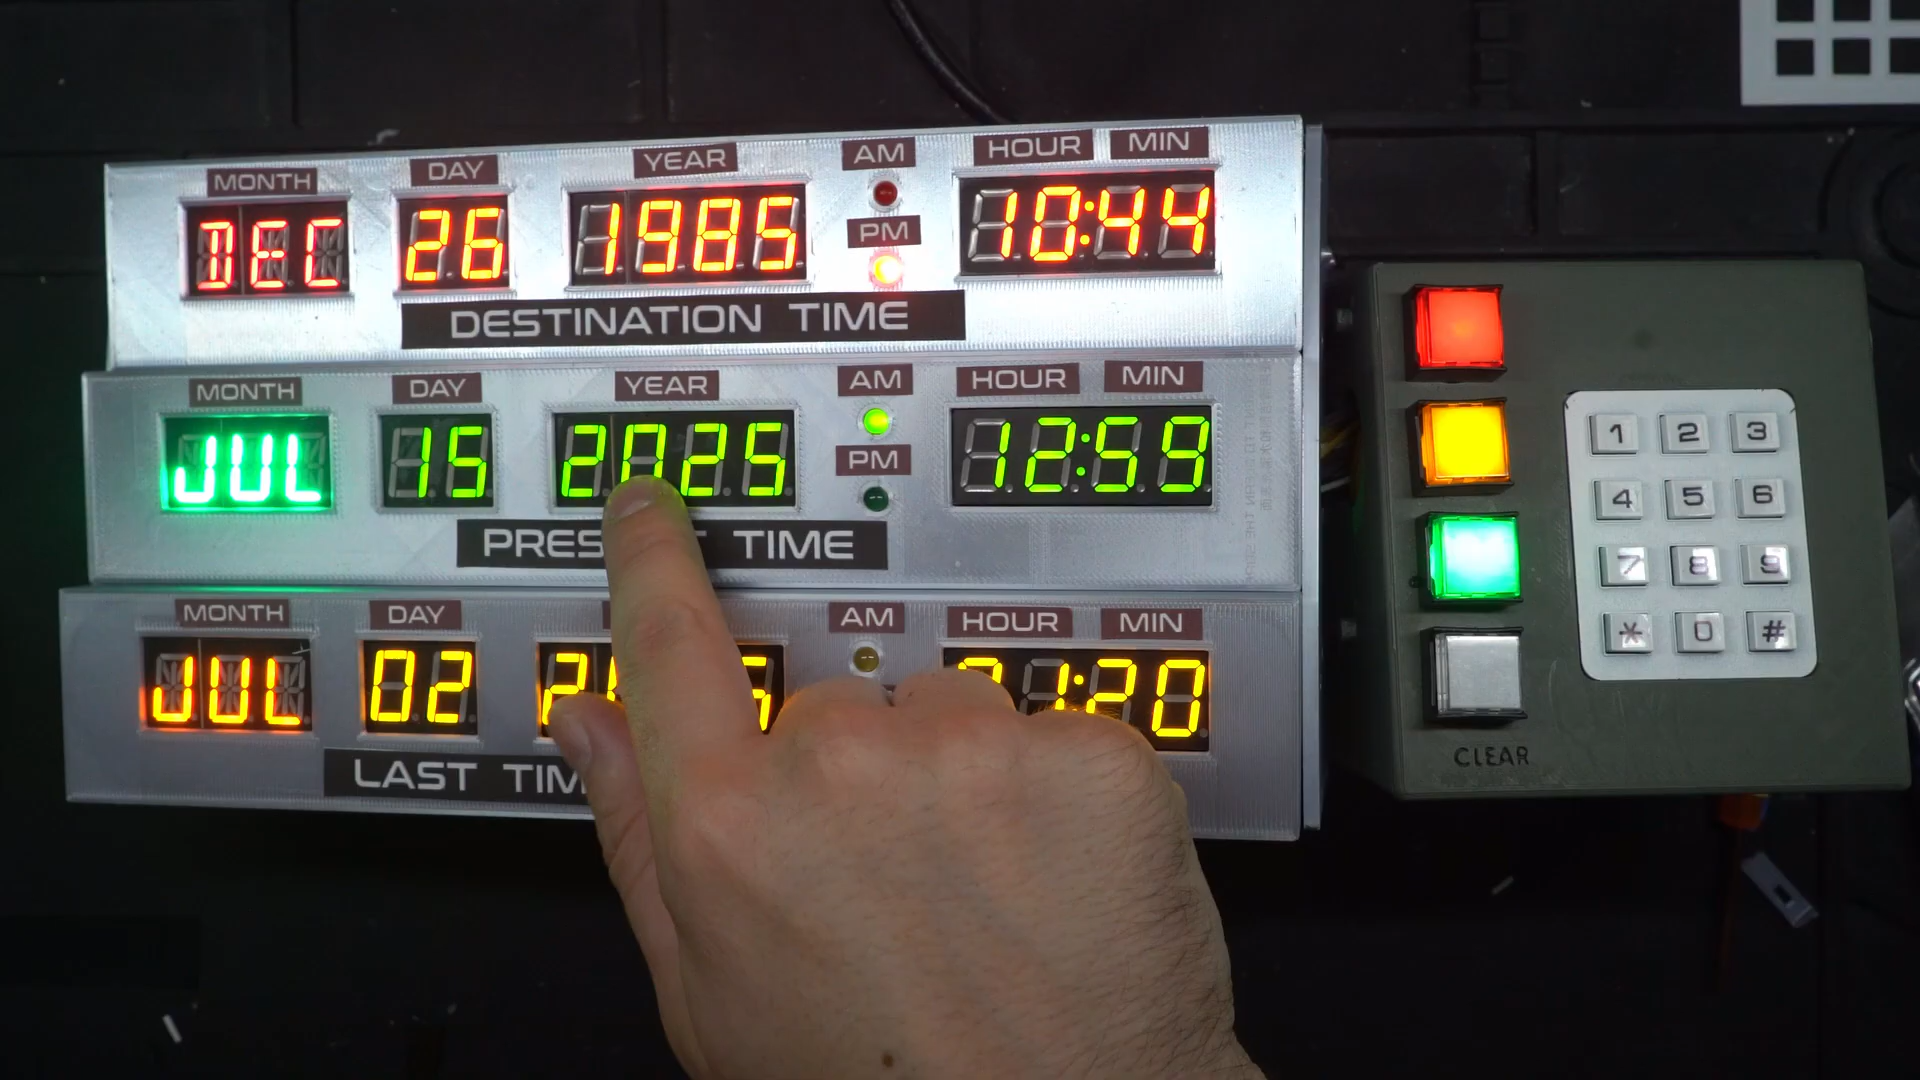 MONTH DAY YEAR AM HOUR MIN
DEC 26 1985 PM 10:44
DESTINATION TIME
MONTH DAY YEAR AM HOUR MIN
JUL 15 2025 PM 12:59
TIME
MONTH DAY AM HOUR MIN
JUL 02
LAST
1 2 3
4 5 6
7 8 9
* 0 #
CLEAR